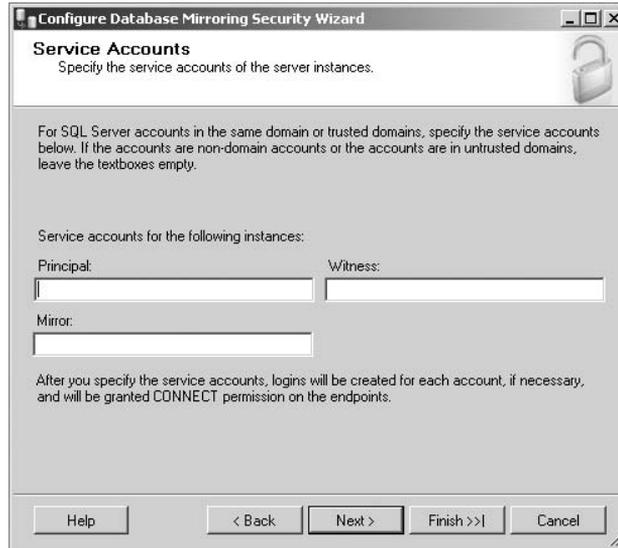 Configure Database Mirroring Security Wizard
Service Accounts
Specify the service accounts of the server instances.
For SQL Server accounts in the same domain or trusted domains, specify the service accounts
below. If the accounts are non-domain accounts or the accounts are in untrusted domains,
leave the textboxes empty.
Service accounts for the following instances:
Principal:
Witness:
Mirror:
After you specify the service accounts, logins will be created for each account, if necessary,
and will be granted CONNECT permission on the endpoints.
Help
< Back
Next >
Finish >>|
Cancel